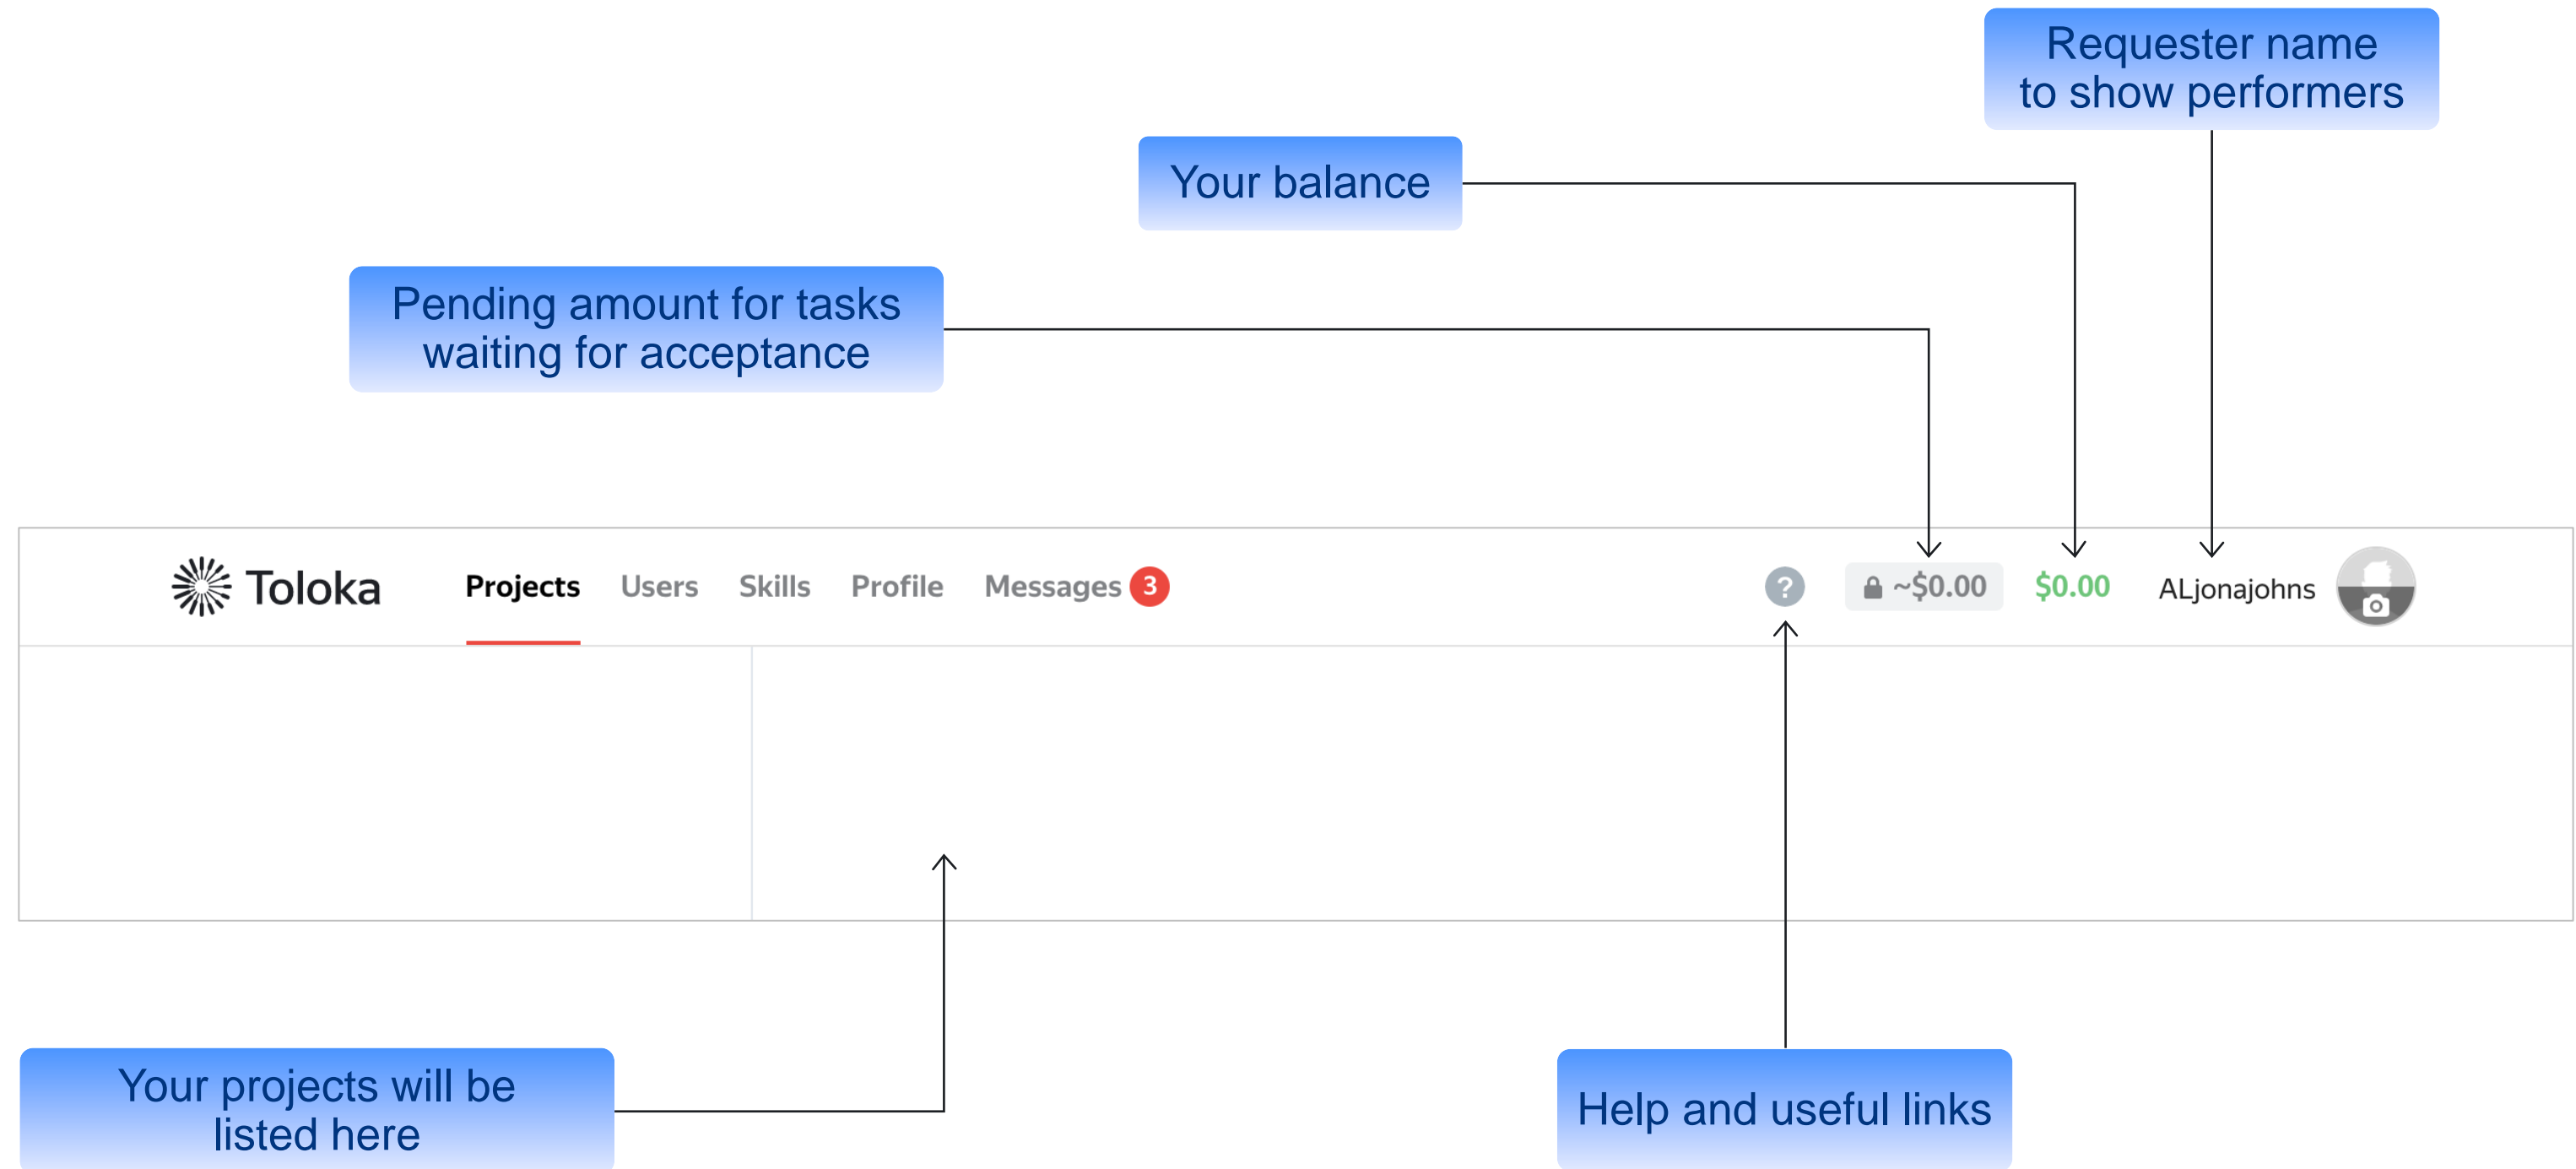 Requester name
to show performers
Your balance
Pending amount for tasks
waiting for acceptance
Toloka Projects Users Skills Profile Messages 3 ? ~$0.00 $0.00 ALjonajohns
Your projects will be
listed here
Help and useful links